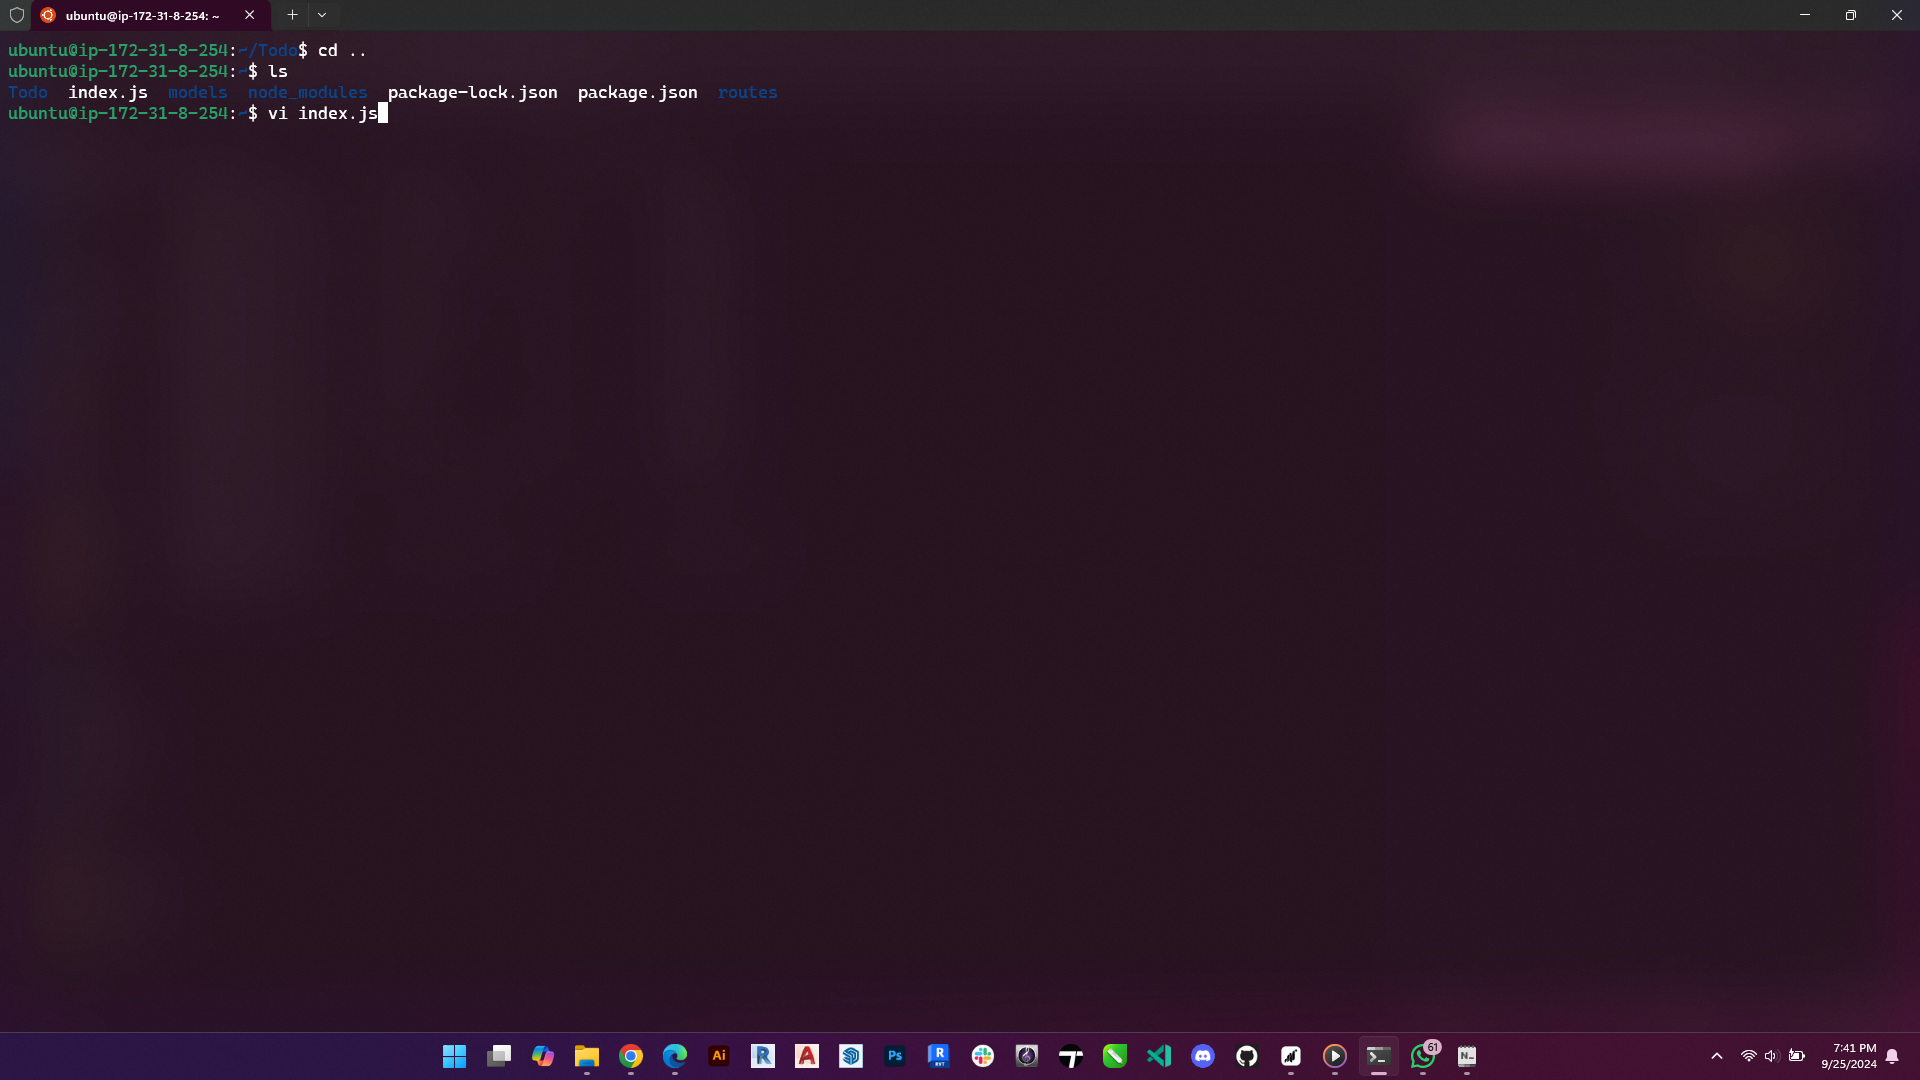 ubuntu@ip-172-31-8-254: ~
ubuntu@ip-172-31-8-254:~/Todo$ cd ..
ubuntu@ip-172-31-8-254:~$ ls
Todo index.js models node_modules package-lock.json package.json routes
ubuntu@ip-172-31-8-254:~$ vi index.js
Ai
R
A
Ps
R
RVT
61
N
7:41 PM
9/25/2024